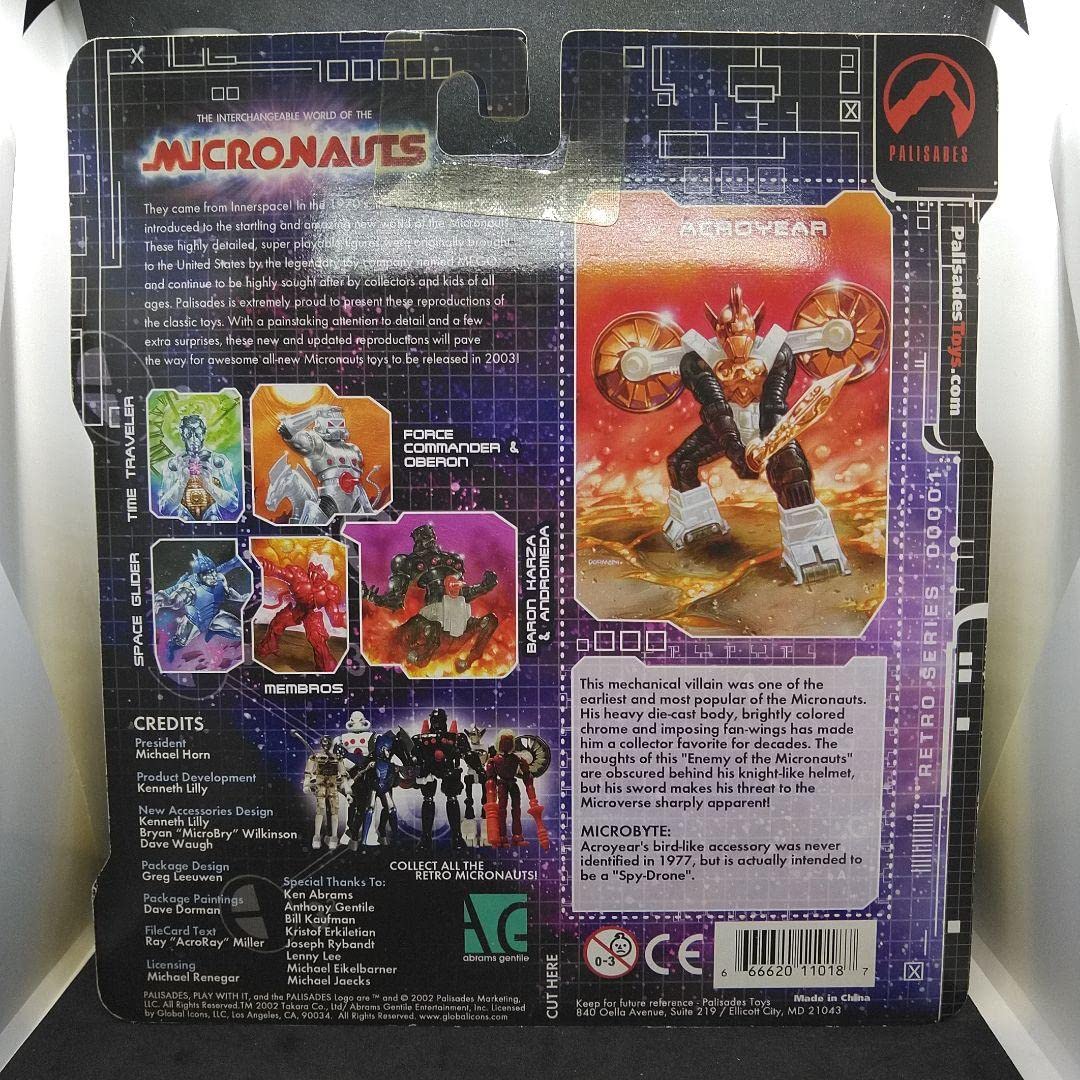 THE INTERCHANGEABLE WORLD OF THE
MICRONAUTS
They came from Innerspace! In the 1970's,
introduced to the startling and amazing new world of the Micronauts.
These highly detailed, super playable figures were originally brought
to the United States by the legendary toy company named MEGO,
and continue to be highly sought after by collectors and kids of all
ages. Palisades is extremely proud to present these reproductions of
the classic toys. With a painstaking attention to detail and a few
extra surprises, these new and updated reproductions will pave
the way for awesome all-new Micronauts toys to be released in 2003!
TIME TRAVELER
FORCE
COMMANDER &
OBERON
SPACE GLIDER
MEMBROS
BARON KARZA
& ANDROMEDA
CREDITS
President
Michael Horn
Product Development
Kenneth Lilly
New Accessories Design
Kenneth Lilly
Bryan "MicroBry" Wilkinson
Dave Waugh
Package Design
Greg Leeuwen
Package Paintings
Dave Dorman
FileCard Text
Ray "AcroRay" Miller
Licensing
Michael Renegar
COLLECT ALL THE
RETRO MICRONAUTS!
Special Thanks To:
Ken Abrams
Anthony Gentile
Bill Kaufman
Kristof Erkiletian
Joseph Rybandt
Lenny Lee
Michael Eikelbarner
Michael Jaecks
AG
abrams gentile
PALISADES, PLAY WITH IT, and the PALISADES Logo are ™ and © 2002 Palisades Marketing,
LLC, All Rights Reserved.TM 2002 Takara Co., Ltd/ Abrams Gentile Entertainment, Inc. Licensed
by Global Icons, LLC, Los Angeles, CA, 90034. All Rights Reserved. www.globalicons.com
CUT HERE
PALISADES
PalisadesToys.com
RETRO SERIES 00001
ACROYEAR
DORMAN
This mechanical villain was one of the
earliest and most popular of the Micronauts.
His heavy die-cast body, brightly colored
chrome and imposing fan-wings has made
him a collector favorite for decades. The
thoughts of this "Enemy of the Micronauts"
are obscured behind his knight-like helmet,
but his sword makes his threat to the
Microverse sharply apparent!
MICROBYTE:
Acroyear's bird-like accessory was never
identified in 1977, but is actually intended to
be a "Spy-Drone".
0-3
CE
6 66620 11018 7
Made in China
Keep for future reference - Palisades Toys
840 Oella Avenue, Suite 219 / Ellicott City, MD 21043